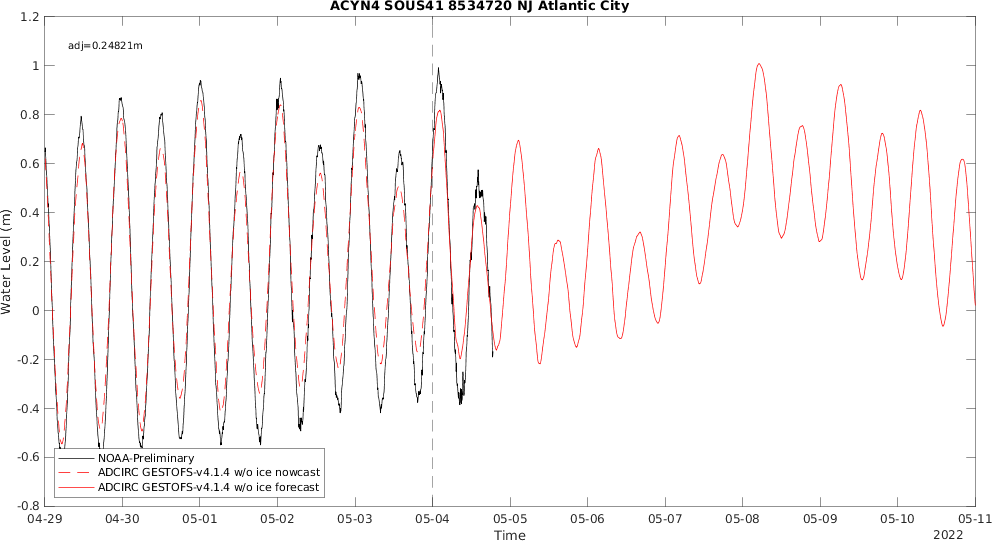 ACYN4 SOUS41 8534720 NJ Atlantic City
adj=0.24821m
1.2
1
0.8
0.6
0.4
0.2
0
-0.2
-0.4
-0.6
-0.8
Water Level (m)
NOAA-Preliminary
ADCIRC GESTOFS-v4.1.4 w/o ice nowcast
ADCIRC GESTOFS-v4.1.4 w/o ice forecast
04-29 04-30 05-01 05-02 05-03 05-04 05-05 05-06 05-07 05-08 05-09 05-10 05-11
Time
2022